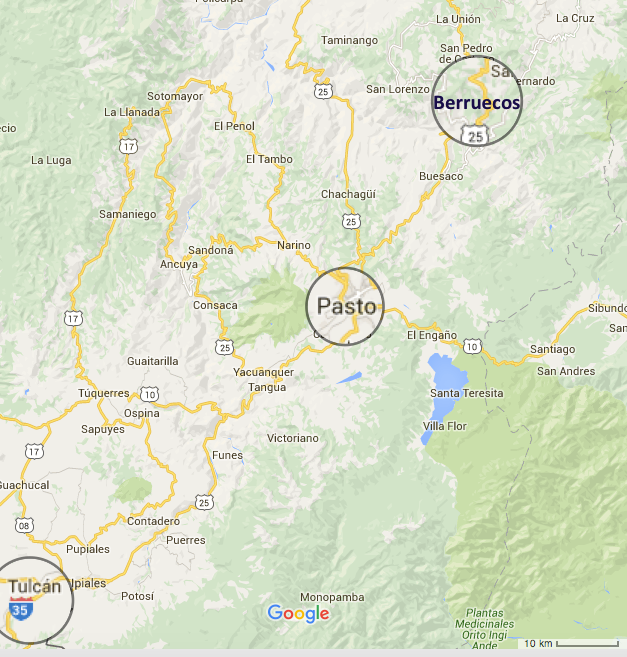 La Unión
La Cruz
Taminango
San Pedro
de
Sa
Bernardo
25
San Lorenzo
Berruecos
Sotomayor
La Llanada
25
El Penol
17
El Tambo
La Luga
Buesaco
Chachagüí
Samaniego
25
Narino
Sandoná
Ancuya
Consaca
Pasto
17
El Engaño
10
25
Santiago
Guaitarilla
Yacuanquer
San Andres
Tangua
Túquerres
10
Santa Teresita
Ospina
Sapuyes
Villa Flor
Victoriano
17
Funes
Guachucal
25
08
Contadero
Puerres
Pupiales
Ipiales
Tulcán
35
Potosí
Monopamba
Google
Plantas
Medicinales
Orito Ingi
Ande
10 km